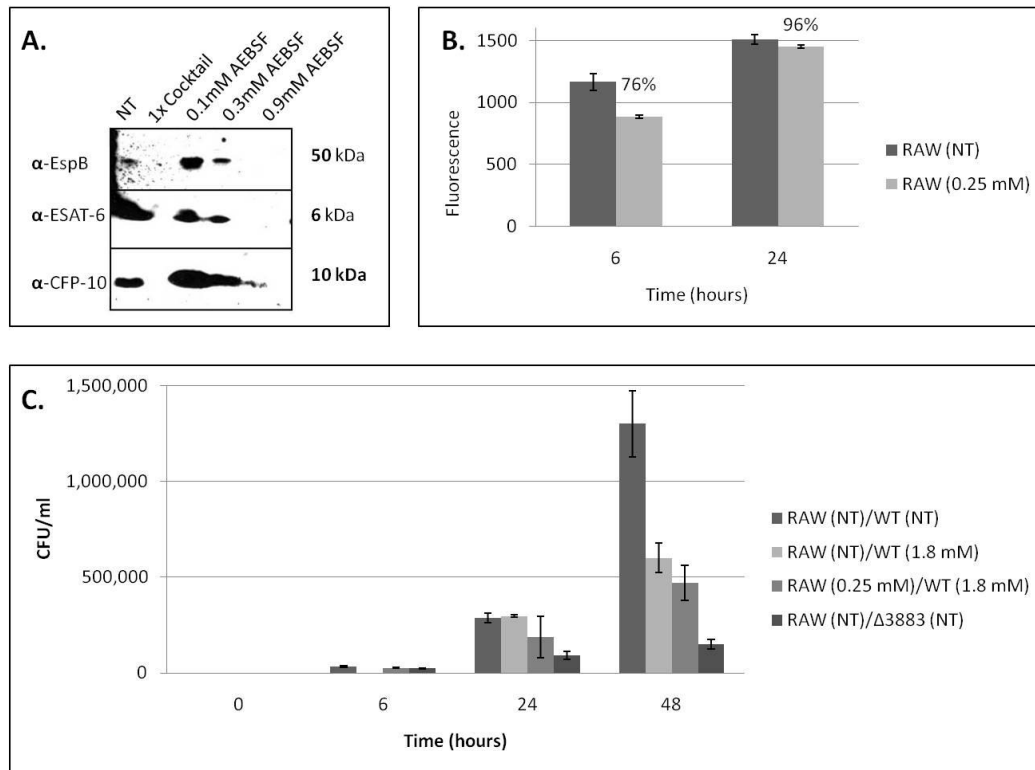 A.
NT
1x Cocktail
0.1mM AEBSF
0.3mM AEBSF
0.9mM AEBSF
α-EspB
50 kDa
α-ESAT-6
6 kDa
α-CFP-10
10 kDa
B.
1500
1000
500
0
Fluorescence
76%
96%
6
24
Time (hours)
RAW (NT)
RAW (0.25 mM)
C.
1,500,000
1,000,000
500,000
0
CFU/ml
0
6
24
48
Time (hours)
RAW (NT)/WT (NT)
RAW (NT)/WT (1.8 mM)
RAW (0.25 mM)/WT (1.8 mM)
RAW (NT)/Δ3883 (NT)